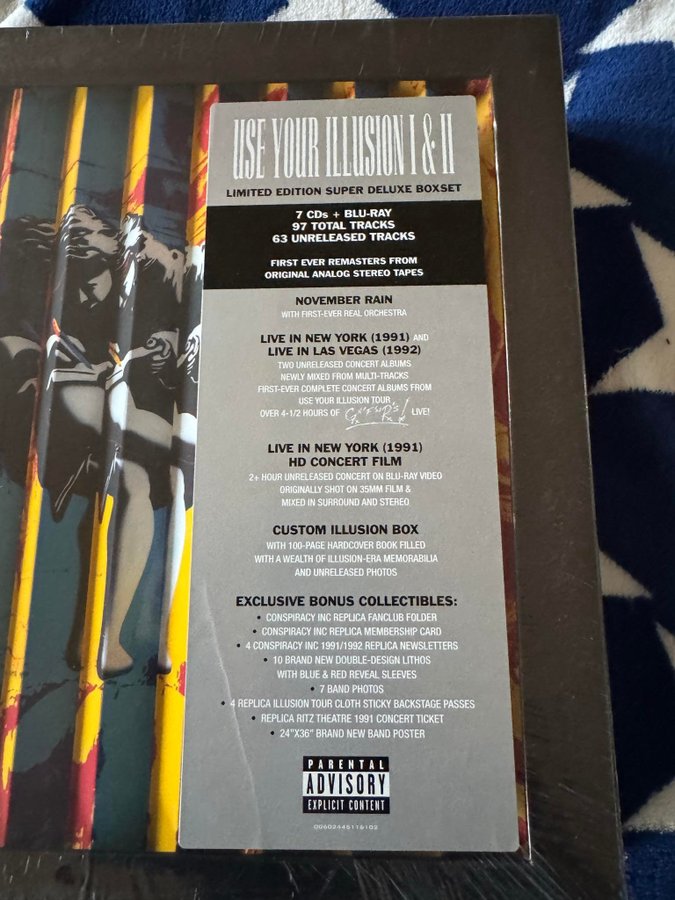 USE YOUR ILLUSION I & II
LIMITED EDITION SUPER DELUXE BOXSET
7 CDs + BLU-RAY
97 TOTAL TRACKS
63 UNRELEASED TRACKS
FIRST EVER REMASTERS FROM
ORIGINAL ANALOG STEREO TAPES
NOVEMBER RAIN
WITH FIRST-EVER REAL ORCHESTRA
LIVE IN NEW YORK (1991) AND
LIVE IN LAS VEGAS (1992)
TWO UNRELEASED CONCERT ALBUMS
NEWLY MIXED FROM MULTI-TRACKS
FIRST-EVER COMPLETE CONCERT ALBUMS FROM
USE YOUR ILLUSION TOUR
OVER 4-1/2 HOURS OF LIVE!
LIVE IN NEW YORK (1991)
HD CONCERT FILM
2+ HOUR UNRELEASED CONCERT ON BLU-RAY VIDEO
ORIGINALLY SHOT ON 35MM FILM &
MIXED IN SURROUND AND STEREO
CUSTOM ILLUSION BOX
WITH 100-PAGE HARDCOVER BOOK FILLED
WITH A WEALTH OF ILLUSION-ERA MEMORABILIA
AND UNRELEASED PHOTOS
EXCLUSIVE BONUS COLLECTIBLES:
• CONSPIRACY INC REPLICA FANCLUB FOLDER
• CONSPIRACY INC REPLICA MEMBERSHIP CARD
• 4 CONSPIRACY INC 1991/1992 REPLICA NEWSLETTERS
• 10 BRAND NEW DOUBLE-DESIGN LITHOS
WITH BLUE & RED REVEAL SLEEVES
• 7 BAND PHOTOS
• 4 REPLICA ILLUSION TOUR CLOTH STICKY BACKSTAGE PASSES
• REPLICA RITZ THEATRE 1991 CONCERT TICKET
• 24"X36" BRAND NEW BAND POSTER
PARENTAL
ADVISORY
EXPLICIT CONTENT